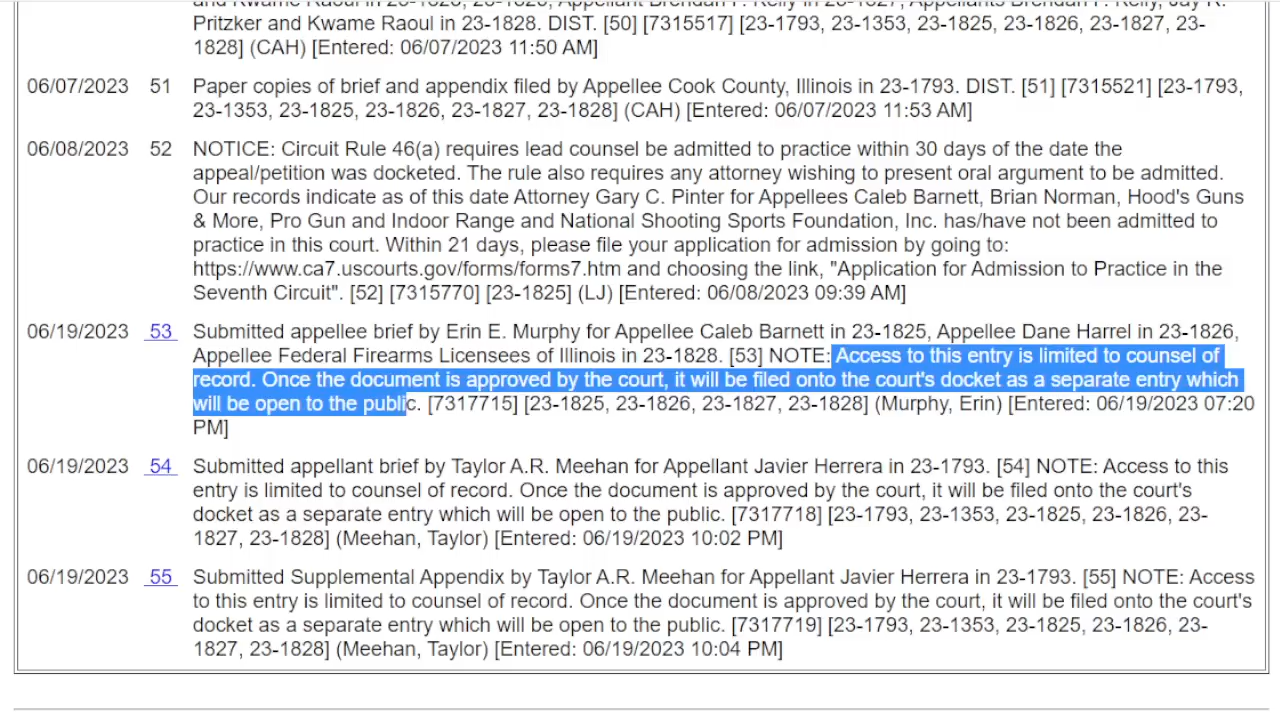 and Kwame Raoul in 23-1825, 23-1826, Appellant Brendan F. Kelly in 23-1827, Appellants Brendan F. Kelly, Jay R.
Pritzker and Kwame Raoul in 23-1828. DIST. [50] [7315517] [23-1793, 23-1353, 23-1825, 23-1826, 23-1827, 23-
1828] (CAH) [Entered: 06/07/2023 11:50 AM]
06/07/2023 51 Paper copies of brief and appendix filed by Appellee Cook County, Illinois in 23-1793. DIST. [51] [7315521] [23-1793,
23-1353, 23-1825, 23-1826, 23-1827, 23-1828] (CAH) [Entered: 06/07/2023 11:53 AM]
06/08/2023 52 NOTICE: Circuit Rule 46(a) requires lead counsel be admitted to practice within 30 days of the date the
appeal/petition was docketed. The rule also requires any attorney wishing to present oral argument to be admitted.
Our records indicate as of this date Attorney Gary C. Pinter for Appellees Caleb Barnett, Brian Norman, Hood's Guns
& More, Pro Gun and Indoor Range and National Shooting Sports Foundation, Inc. has/have not been admitted to
practice in this court. Within 21 days, please file your application for admission by going to:
https://www.ca7.uscourts.gov/forms/forms7.htm and choosing the link, "Application for Admission to Practice in the
Seventh Circuit". [52] [7315770] [23-1825] (LJ) [Entered: 06/08/2023 09:39 AM]
06/19/2023 53 Submitted appellee brief by Erin E. Murphy for Appellee Caleb Barnett in 23-1825, Appellee Dane Harrel in 23-1826,
Appellee Federal Firearms Licensees of Illinois in 23-1828. [53] NOTE: Access to this entry is limited to counsel of
record. Once the document is approved by the court, it will be filed onto the court's docket as a separate entry which
will be open to the public. [7317715] [23-1825, 23-1826, 23-1827, 23-1828] (Murphy, Erin) [Entered: 06/19/2023 07:20
PM]
06/19/2023 54 Submitted appellant brief by Taylor A.R. Meehan for Appellant Javier Herrera in 23-1793. [54] NOTE: Access to this
entry is limited to counsel of record. Once the document is approved by the court, it will be filed onto the court's
docket as a separate entry which will be open to the public. [7317718] [23-1793, 23-1353, 23-1825, 23-1826, 23-
1827, 23-1828] (Meehan, Taylor) [Entered: 06/19/2023 10:02 PM]
06/19/2023 55 Submitted Supplemental Appendix by Taylor A.R. Meehan for Appellant Javier Herrera in 23-1793. [55] NOTE: Access
to this entry is limited to counsel of record. Once the document is approved by the court, it will be filed onto the court's
docket as a separate entry which will be open to the public. [7317719] [23-1793, 23-1353, 23-1825, 23-1826, 23-
1827, 23-1828] (Meehan, Taylor) [Entered: 06/19/2023 10:04 PM]